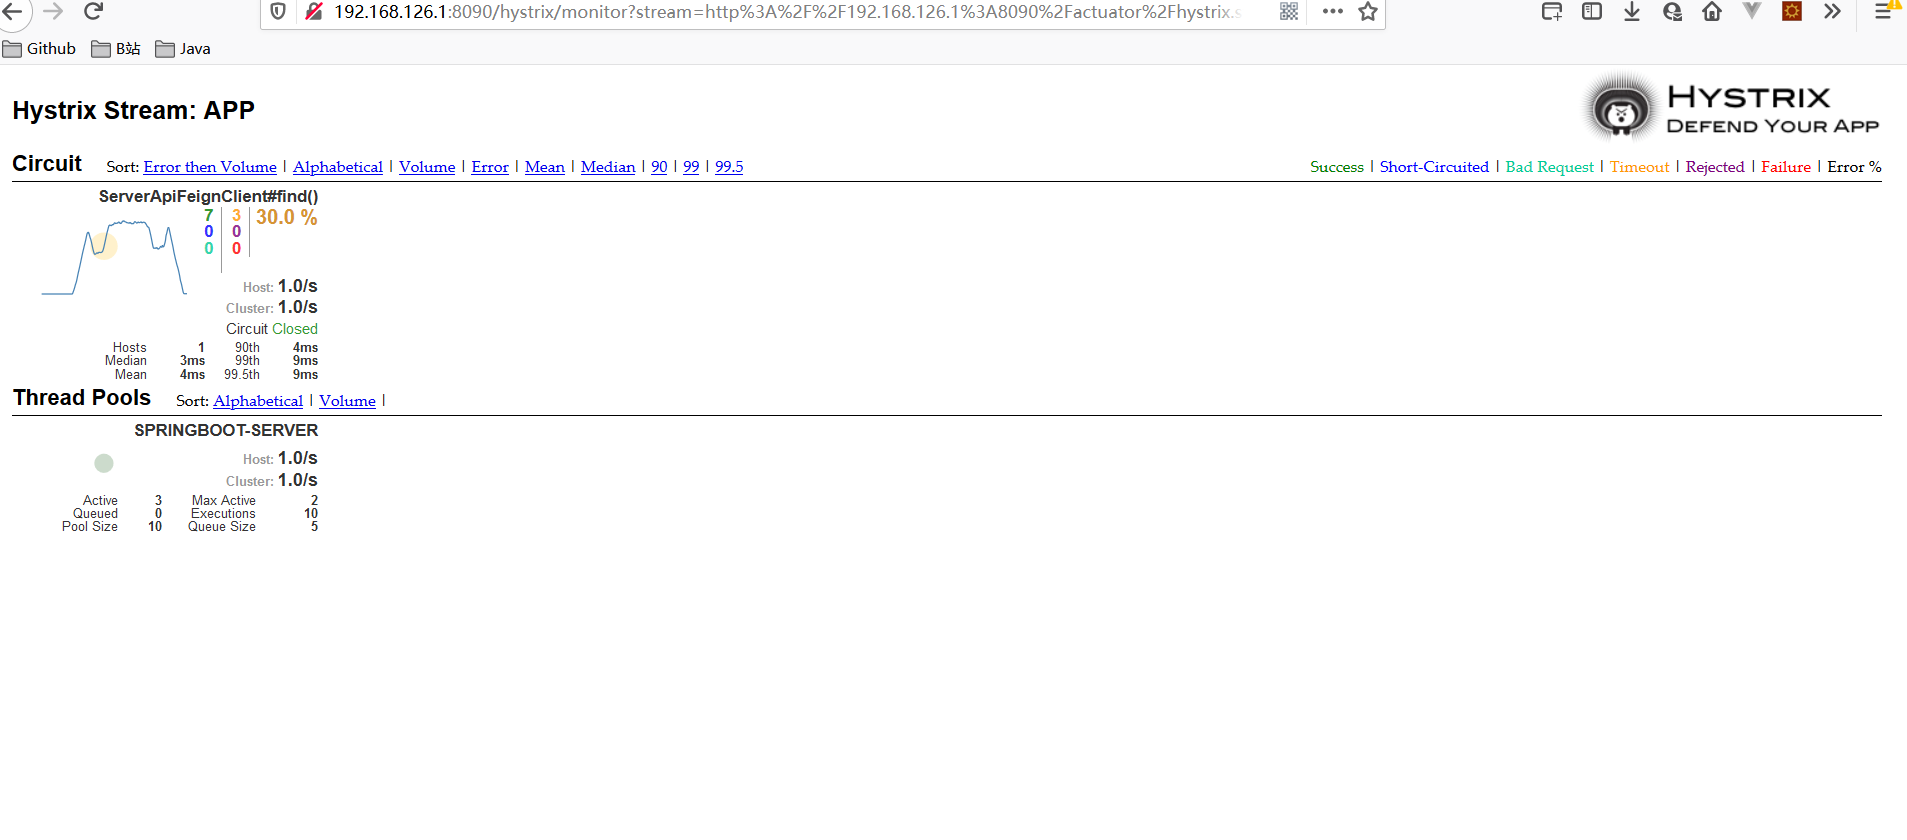 192.168.126.1:8090/hystrix/monitor?stream=http%3A%2F%2F192.168.126.1%3A8090%2Factuator%2Fhystrix.s
Github B站 Java
Hystrix Stream: APP
HYSTRIX
DEFEND YOUR APP
Circuit Sort: Error then Volume | Alphabetical | Volume | Error | Mean | Median | 90 | 99 | 99.5
Success | Short-Circuited | Bad Request | Timeout | Rejected | Failure | Error %
ServerApiFeignClient#find()
7 3 30.0 %
0 0
0 0
Host: 1.0/s
Cluster: 1.0/s
Circuit Closed
Hosts 1 90th 4ms
Median 3ms 99th 9ms
Mean 4ms 99.5th 9ms
Thread Pools Sort: Alphabetical | Volume |
SPRINGBOOT-SERVER
Host: 1.0/s
Cluster: 1.0/s
Active 3 Max Active 2
Queued 0 Executions 10
Pool Size 10 Queue Size 5